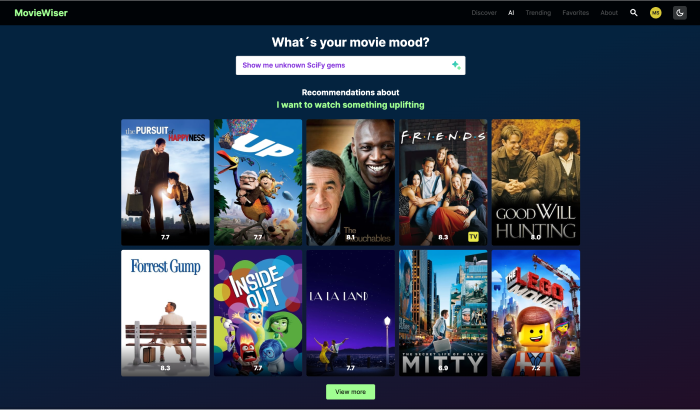 MovieWiser
Discover AI Trending Favorites About MS
What´s your movie mood?
Show me unknown SciFy gems
Recommendations about
I want to watch something uplifting
the PURSUIT of HAPPYNESS
7.7
UP
7.7
The
ouchables
8.1
F·R·I·E·N·D·S
8.3
TV
GOOD WILL
HUNTING
8.0
Forrest Gump
8.3
INSIDE
OUT
7.7
LA LA LAND
7.7
THE SECRET LIFE OF WALTER
MITTY
6.9
THE LEGO
MOVIE
7.2
View more